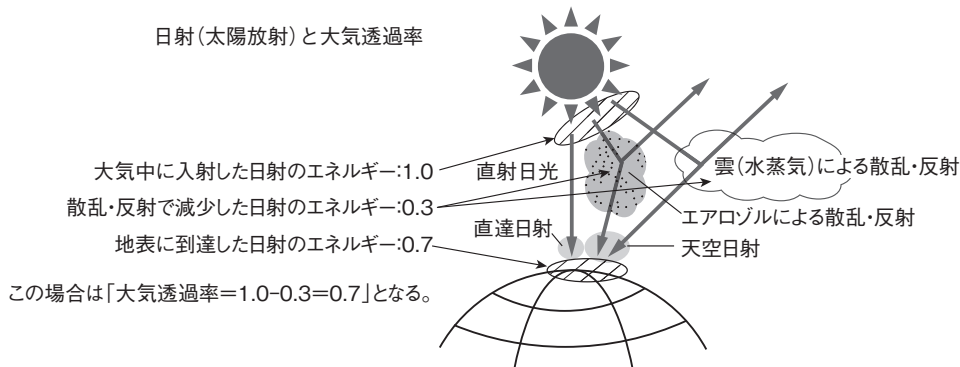 日射（太陽放射）と大気透過率
大気中に入射した日射のエネルギー：1.0
直射日光
雲（水蒸気）による散乱・反射
散乱・反射で減少した日射のエネルギー：0.3
エアロゾルによる散乱・反射
直達日射
地表に到達した日射のエネルギー：0.7
天空日射
この場合は「大気透過率＝1.0−0.3＝0.7」となる。